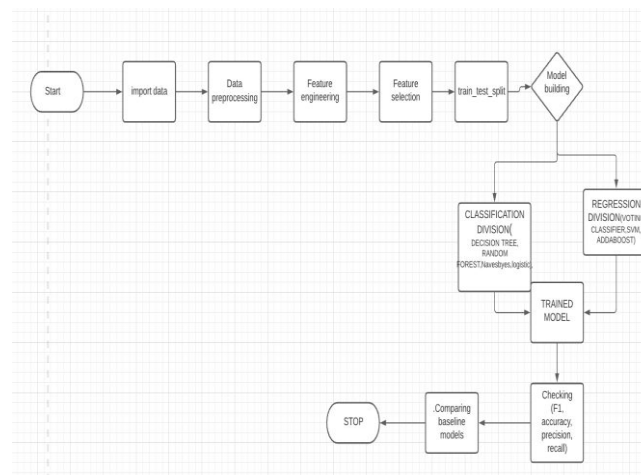 Start
import data
Data
preprocessing
Feature
engineering
Feature
selection
train_test_split
Model
building
CLASSIFICATION
DIVISION(
DECISION TREE,
RANDOM
FOREST,Navesbyes,logistic,
REGRESSION
DIVISION(VOTING
CLASSIFIER,SVM,
ADDABOOST)
TRAINED
MODEL
Checking
(F1,
accuracy,
precision,
recall)
.Comparing
baseline
models
STOP